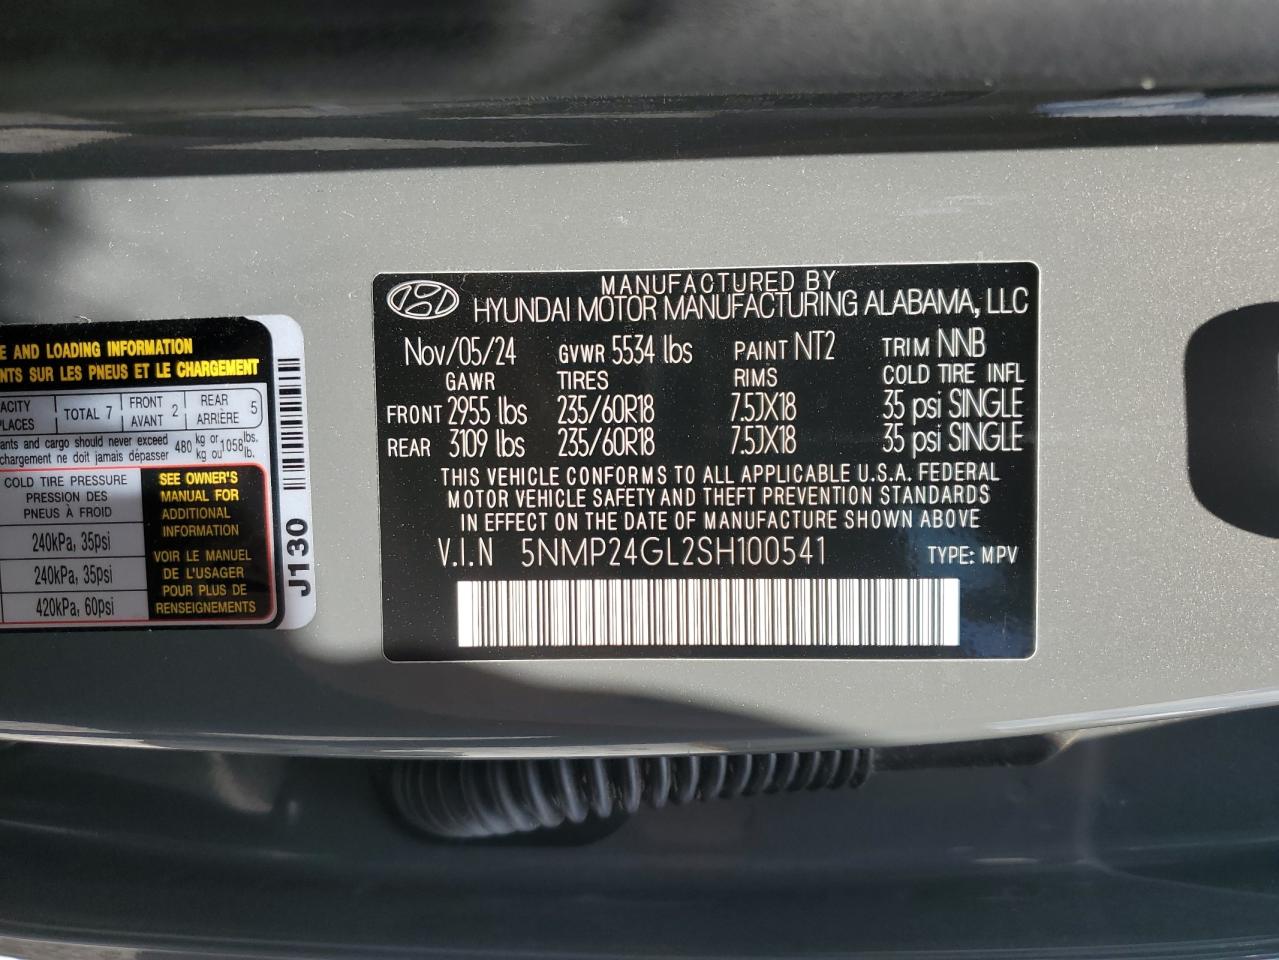 E AND LOADING INFORMATION
NTS SUR LES PNEUS ET LE CHARGEMENT
ACITY TOTAL 7 FRONT 2 REAR 5
PLACES AVANT ARRIÈRE
ants and cargo should never exceed 480 kg or 1058 lbs.
chargement ne doit jamais dépasser kg ou lb.
COLD TIRE PRESSURE
PRESSION DES
PNEUS À FROID
240kPa, 35psi
240kPa, 35psi
420kPa, 60psi
SEE OWNER'S
MANUAL FOR
ADDITIONAL
INFORMATION
VOIR LE MANUEL
DE L'USAGER
POUR PLUS DE
RENSEIGNEMENTS
J130
MANUFACTURED BY
HYUNDAI MOTOR MANUFACTURING ALABAMA, LLC
Nov/05/24 GVWR 5534 lbs PAINT NT2 TRIM NNB
GAWR TIRES RIMS COLD TIRE INFL
FRONT 2955 lbs 235/60R18 7.5JX18 35 psi SINGLE
REAR 3109 lbs 235/60R18 7.5JX18 35 psi SINGLE
THIS VEHICLE CONFORMS TO ALL APPLICABLE U.S.A. FEDERAL
MOTOR VEHICLE SAFETY AND THEFT PREVENTION STANDARDS
IN EFFECT ON THE DATE OF MANUFACTURE SHOWN ABOVE
V.I.N 5NMP24GL2SH100541 TYPE: MPV